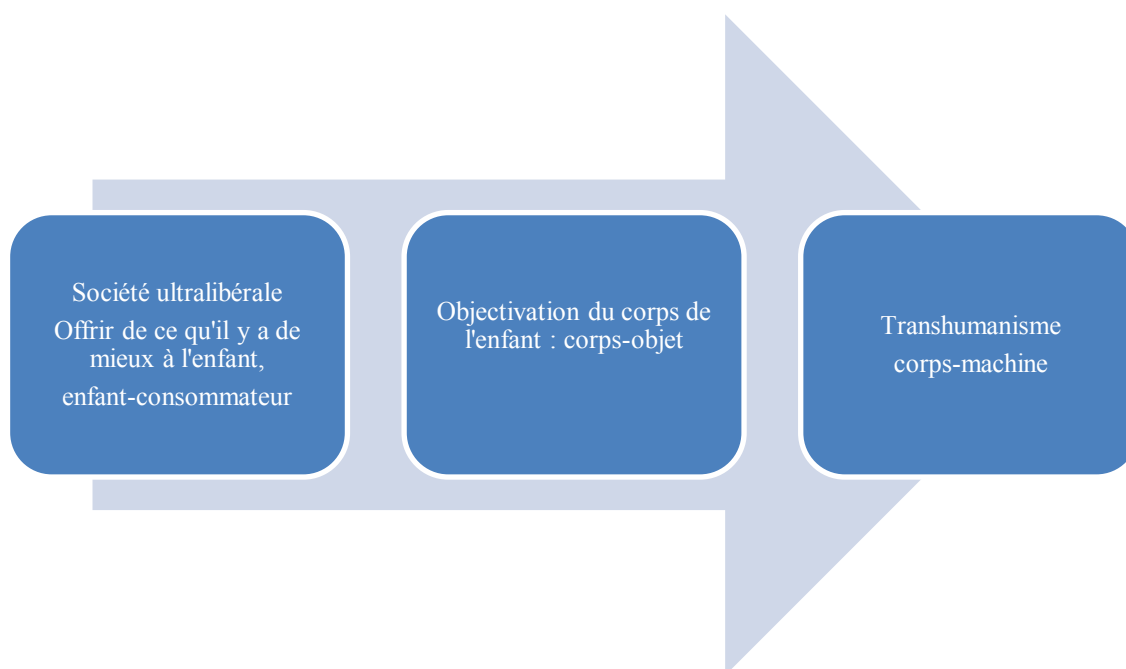 Société ultralibérale
Offrir de ce qu'il y a de
mieux à l'enfant,
enfant-consommateur
Objectivation du corps de
l'enfant : corps-objet
Transhumanisme
corps-machine